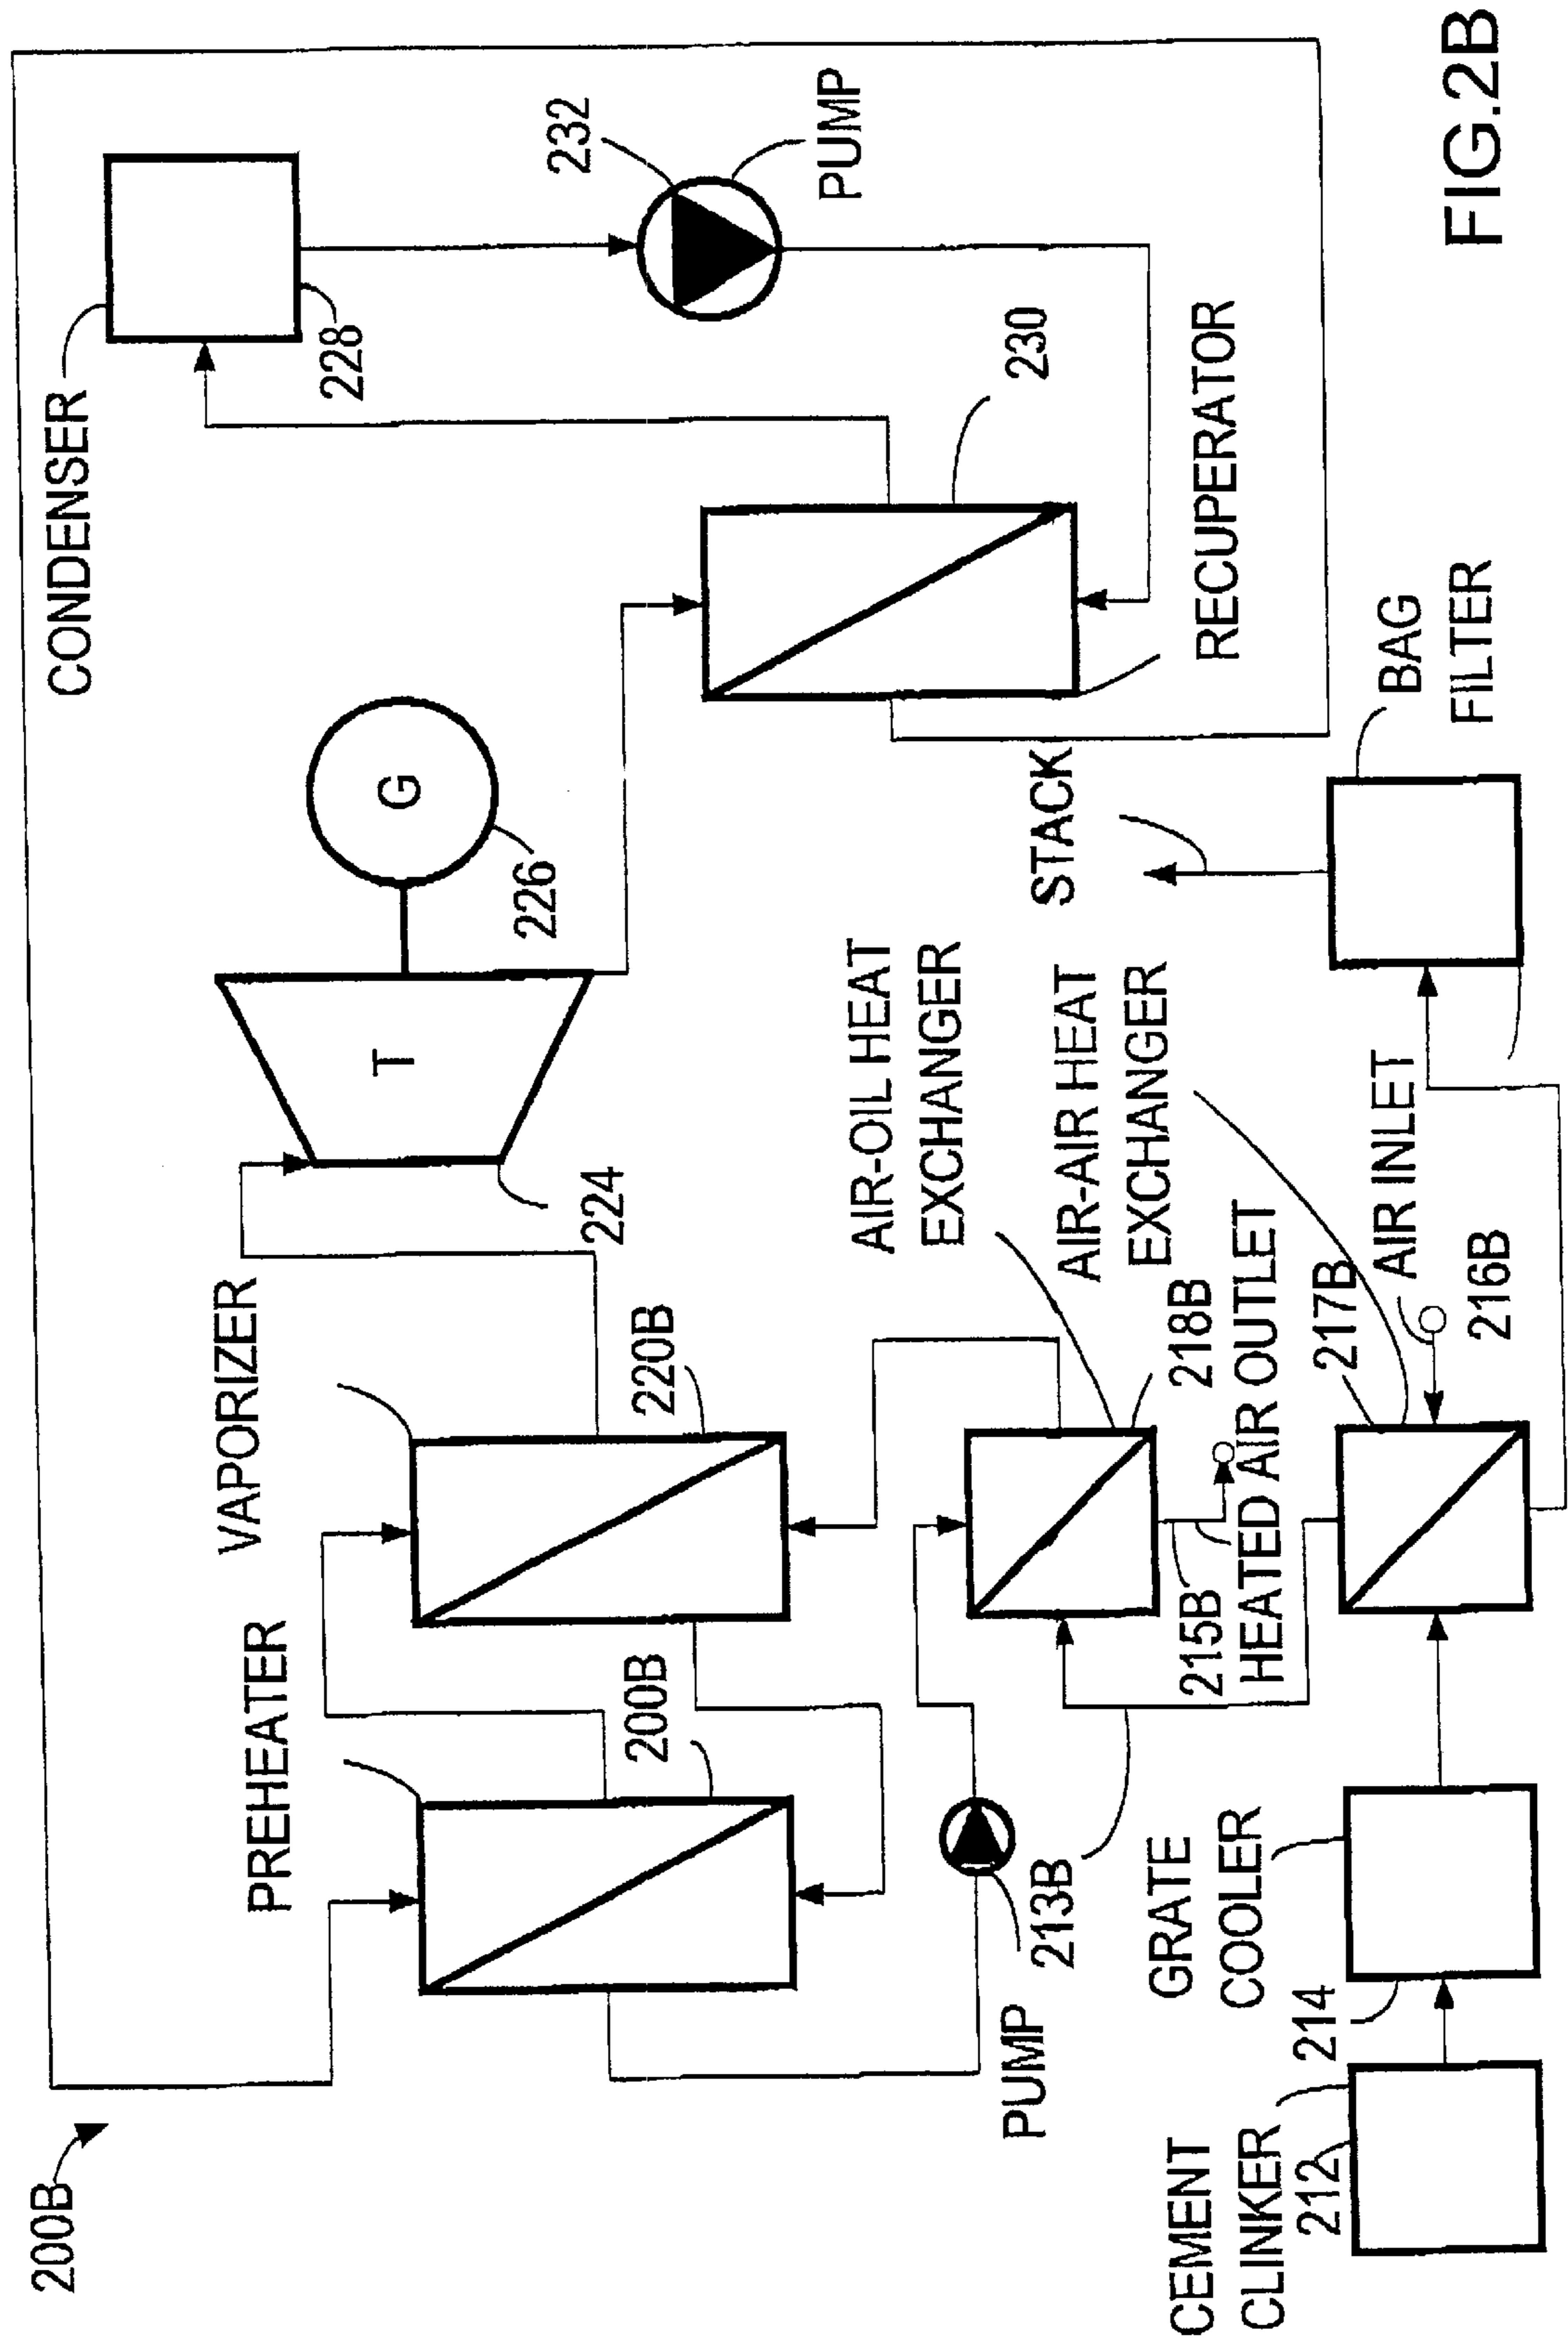 200B
CONDENSER
228
232
PUMP
G
226
T
224
230
RECUPERATOR
VAPORIZER
220B
PREHEATER
200B
AIR-OIL HEAT
EXCHANGER
AIR-AIR HEAT
EXCHANGER
218B
215B
HEATED AIR OUTLET
PUMP
213B
217B
AIR INLET
216B
STACK
BAG
FILTER
GRATE
COOLER
214
CEMENT
CLINKER
212
FIG.2B